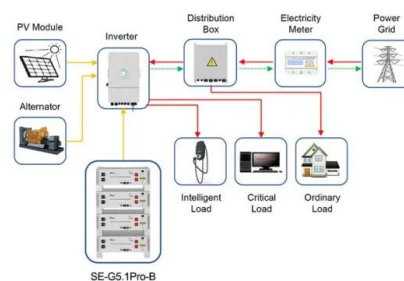 PV Module
Inverter
Distribution
Box
Electricity
Meter
Power
Grid
Alternator
Intelligent
Load
Critical
Load
Ordinary
Load
SE-G5.1Pro-B